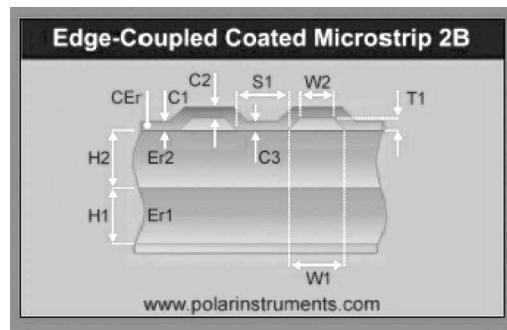 Edge-Coupled Coated Microstrip 2B
C2 S1 W2
CEr C1 T1
H2 Er2 C3
H1 Er1
W1
www.polarinstruments.com